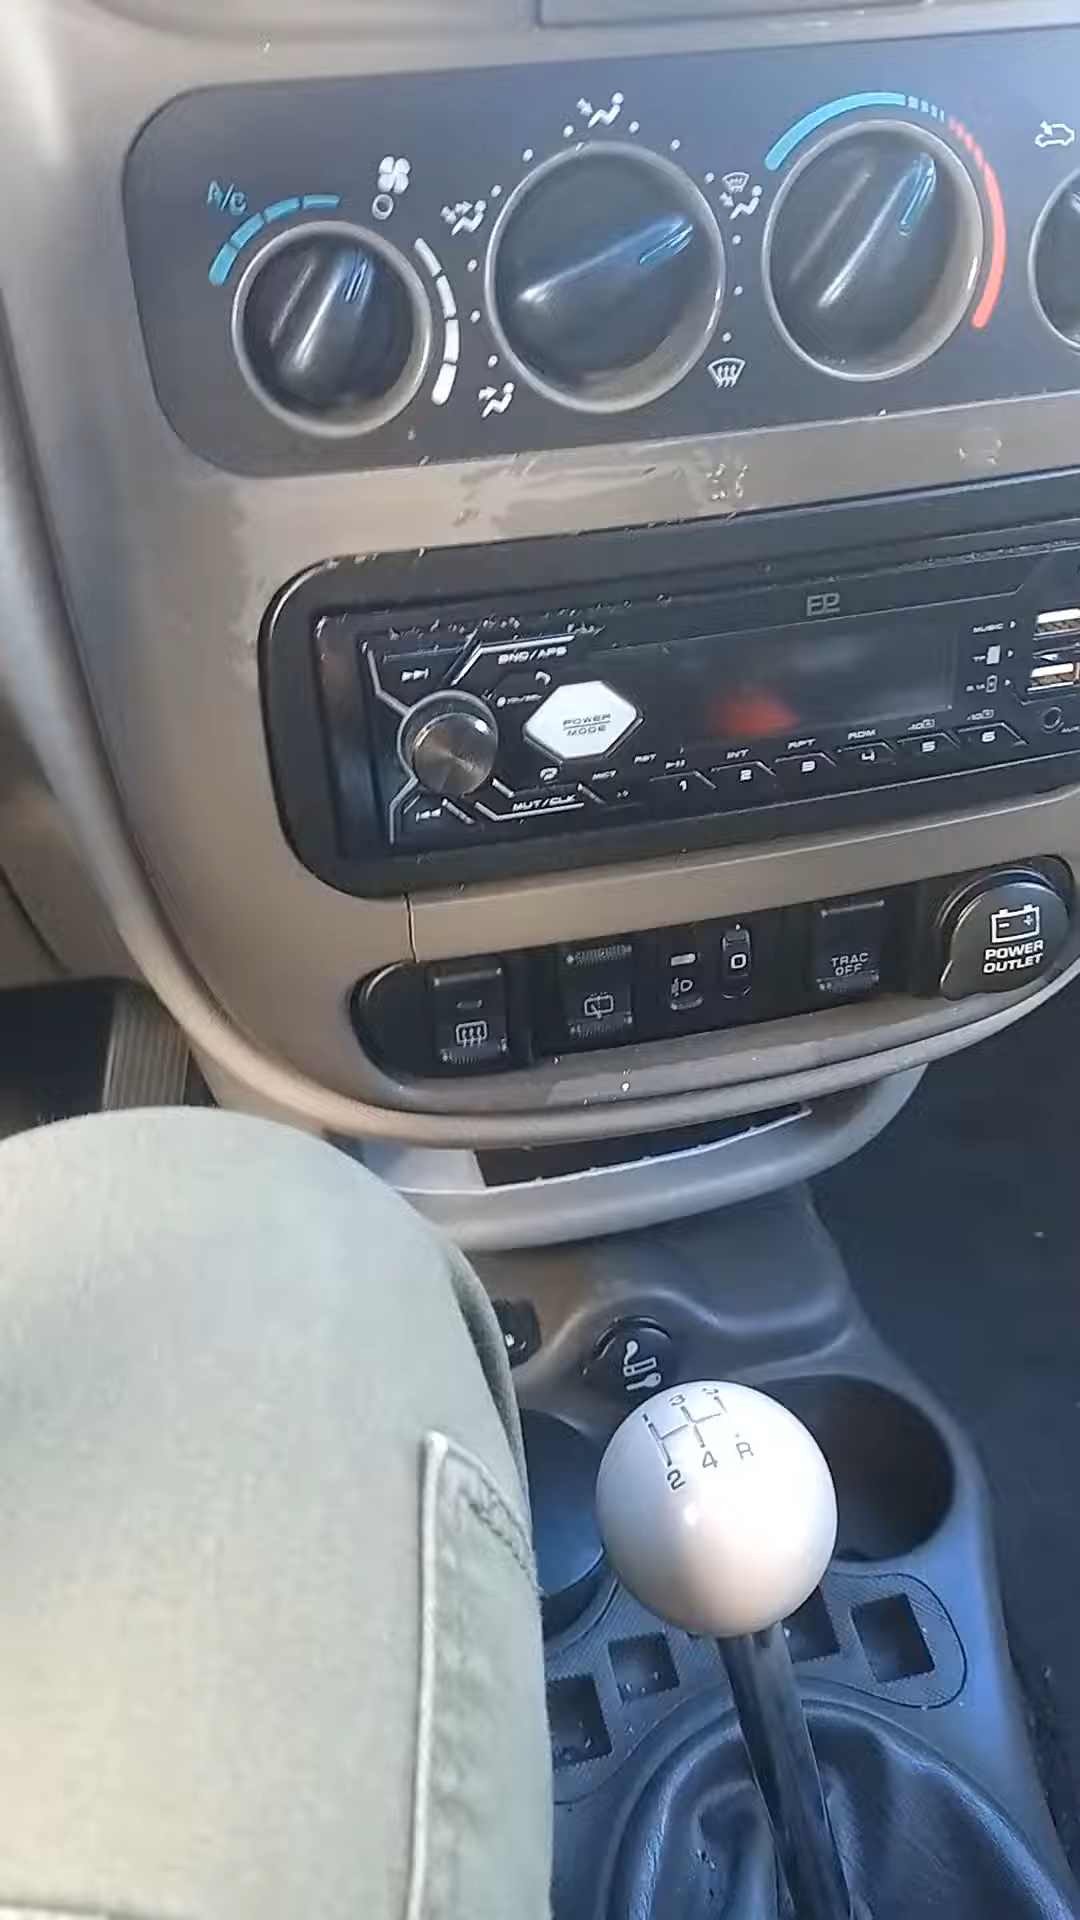 A/C
O
MUSIC
BND/APS
POWER
MODE
INT
RPT
RDM
1
2
3
4
5
6
MUT/CLK
O
TRAC
OFF
POWER
OUTLET
3
2
4
R